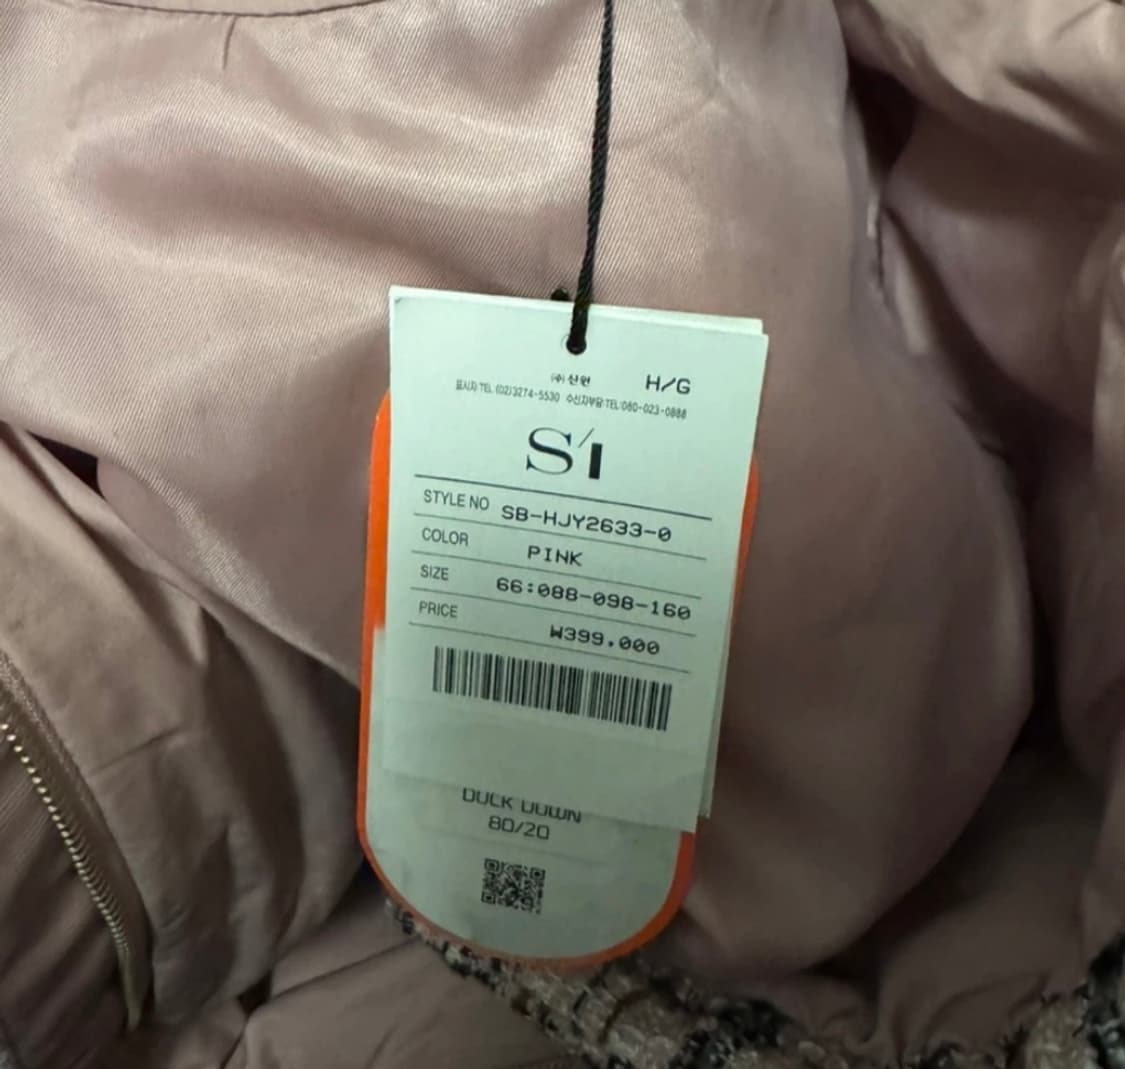 ㈜신원 H/G
표시자:TEL.(02)3274-5530 수신자부담:TEL:080-023-0888
S'I
STYLE NO SB-HJY2633-0
COLOR PINK
SIZE 66:088-098-160
PRICE ₩399.000
DUCK DOWN
80/20